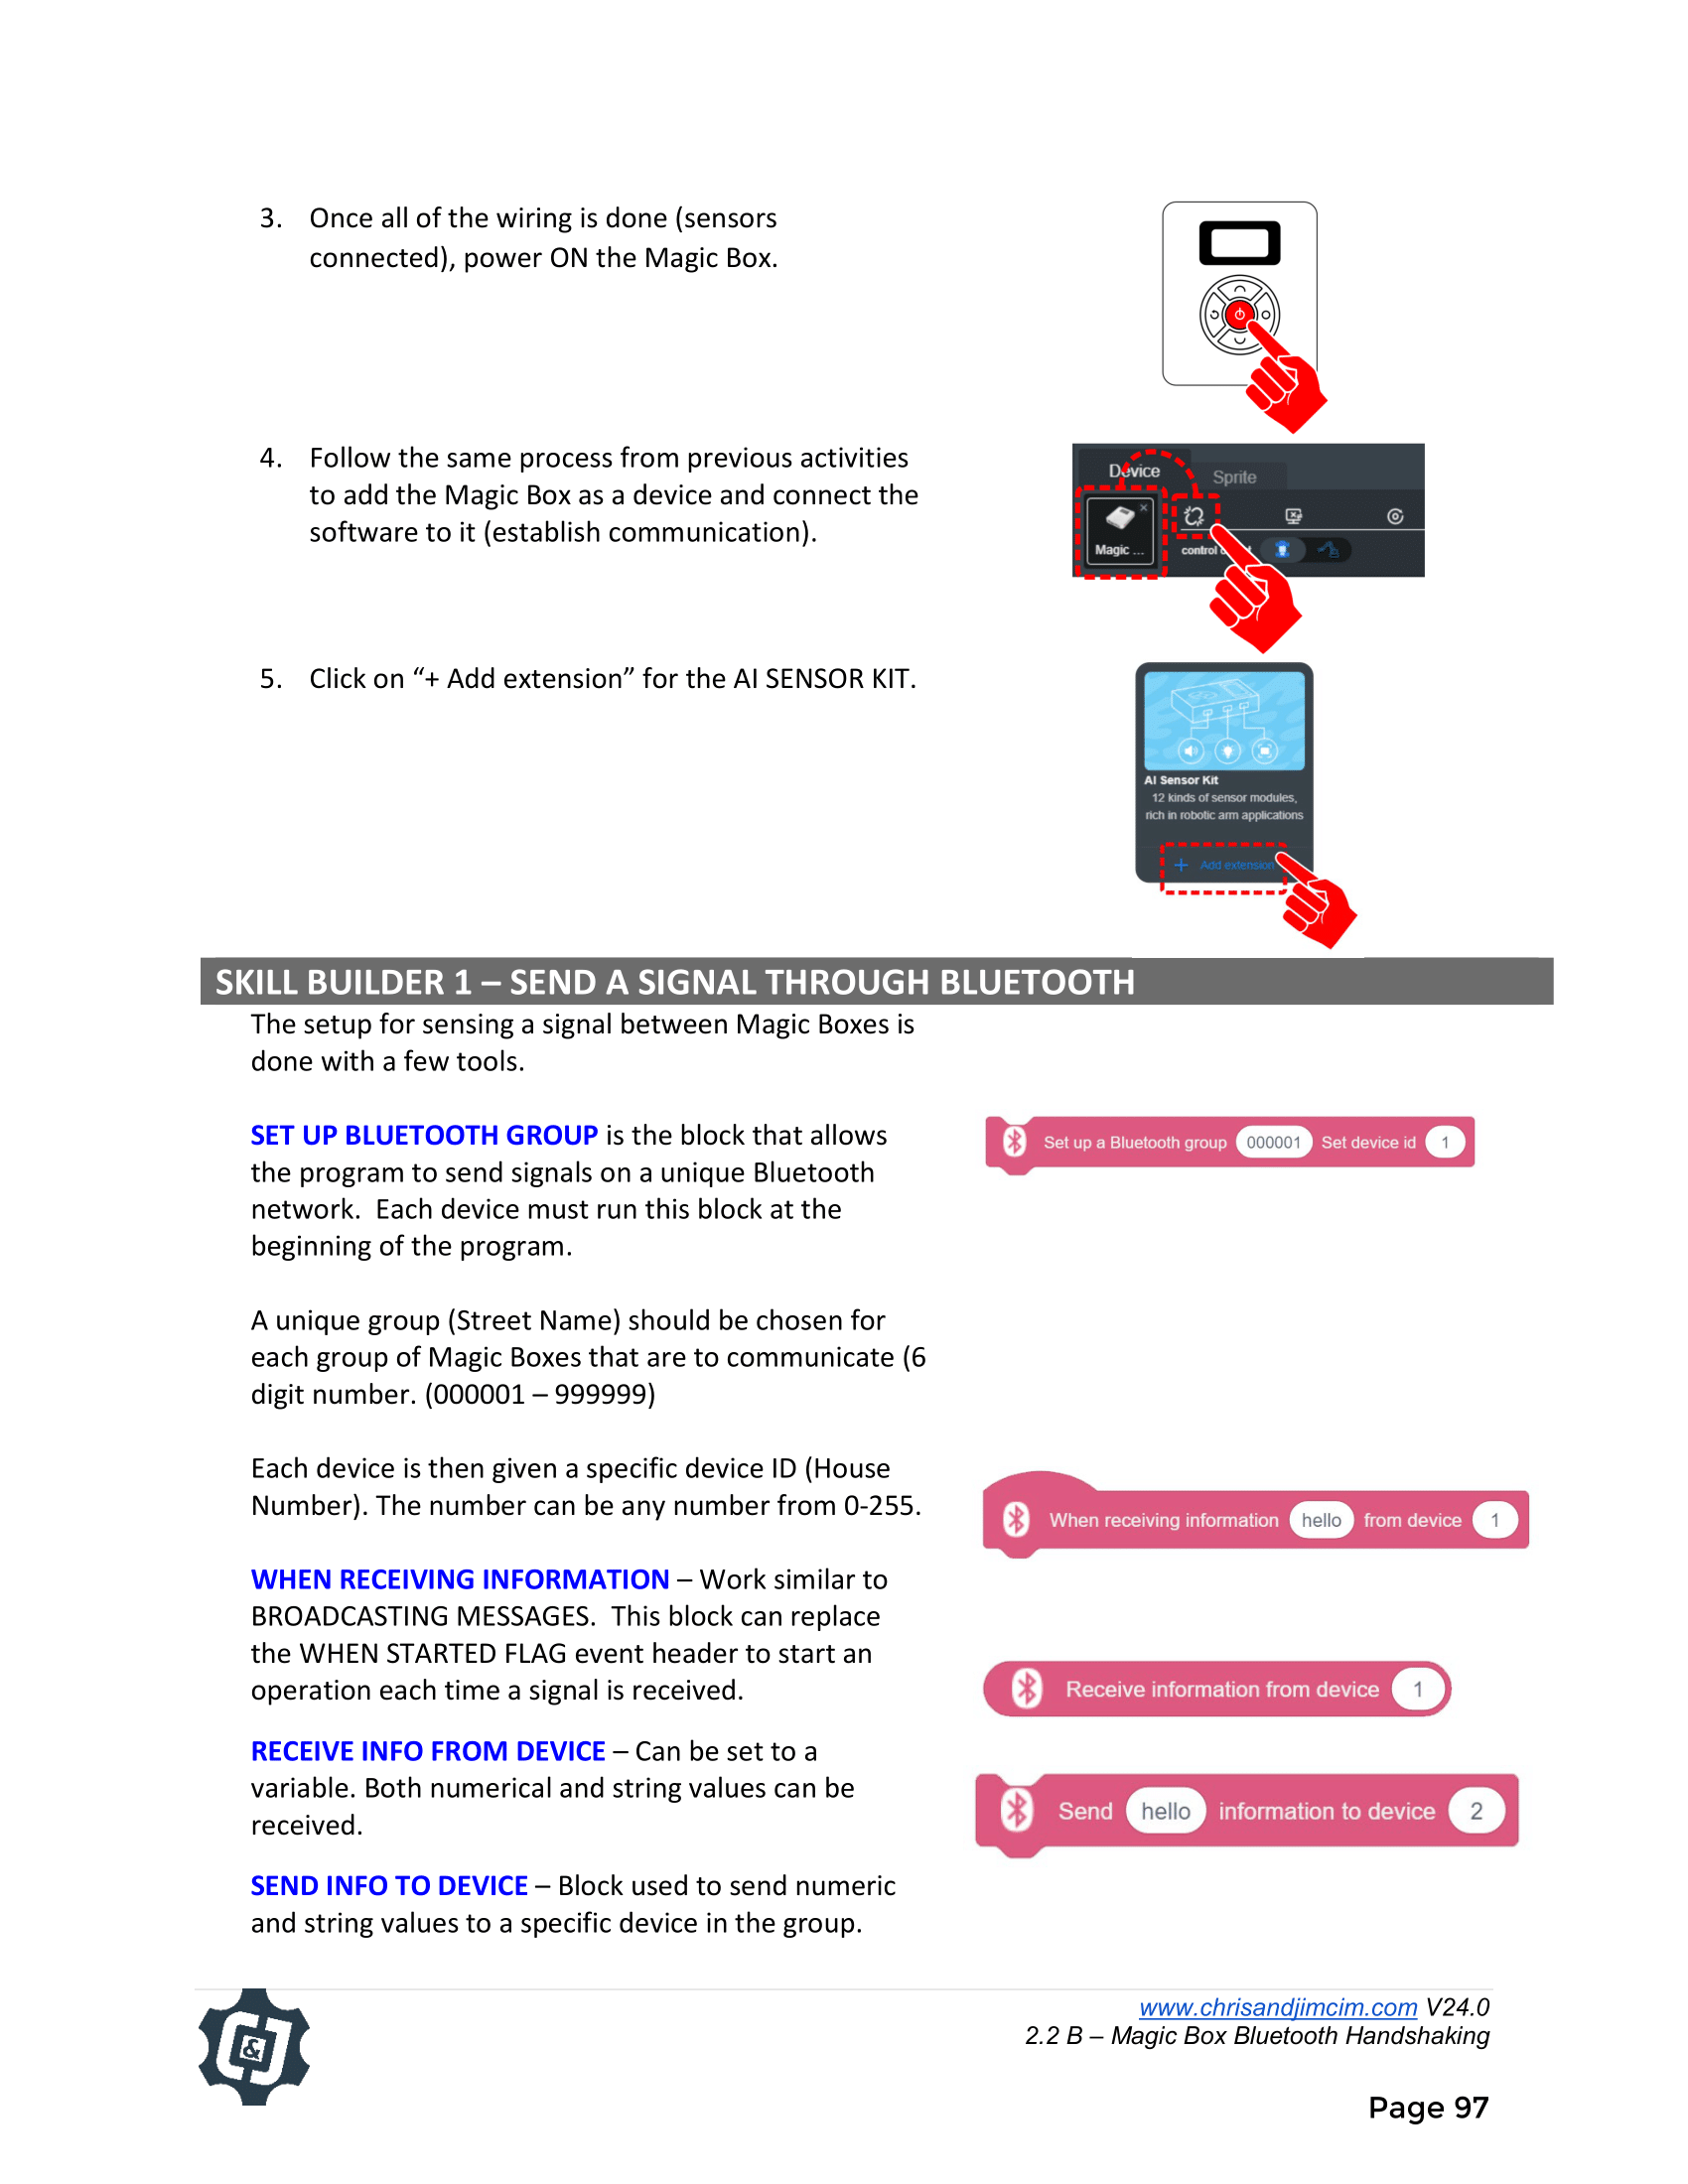 3. Once all of the wiring is done (sensors
connected), power ON the Magic Box.
4. Follow the same process from previous activities
to add the Magic Box as a device and connect the
software to it (establish communication).
Device
Sprite
Magic ...
control
5. Click on “+ Add extension” for the AI SENSOR KIT.
AI Sensor Kit
12 kinds of sensor modules,
rich in robotic arm applications
+ Add extension
SKILL BUILDER 1 – SEND A SIGNAL THROUGH BLUETOOTH
The setup for sensing a signal between Magic Boxes is
done with a few tools.
SET UP BLUETOOTH GROUP is the block that allows
the program to send signals on a unique Bluetooth
network.  Each device must run this block at the
beginning of the program.
Set up a Bluetooth group 000001 Set device id 1
A unique group (Street Name) should be chosen for
each group of Magic Boxes that are to communicate (6
digit number. (000001 – 999999)
Each device is then given a specific device ID (House
Number). The number can be any number from 0-255.
When receiving information hello from device 1
WHEN RECEIVING INFORMATION – Work similar to
BROADCASTING MESSAGES.  This block can replace
the WHEN STARTED FLAG event header to start an
operation each time a signal is received.
Receive information from device 1
RECEIVE INFO FROM DEVICE – Can be set to a
variable. Both numerical and string values can be
received.
Send hello information to device 2
SEND INFO TO DEVICE – Block used to send numeric
and string values to a specific device in the group.
&
www.chrisandjimcim.com V24.0
2.2 B – Magic Box Bluetooth Handshaking
Page 97